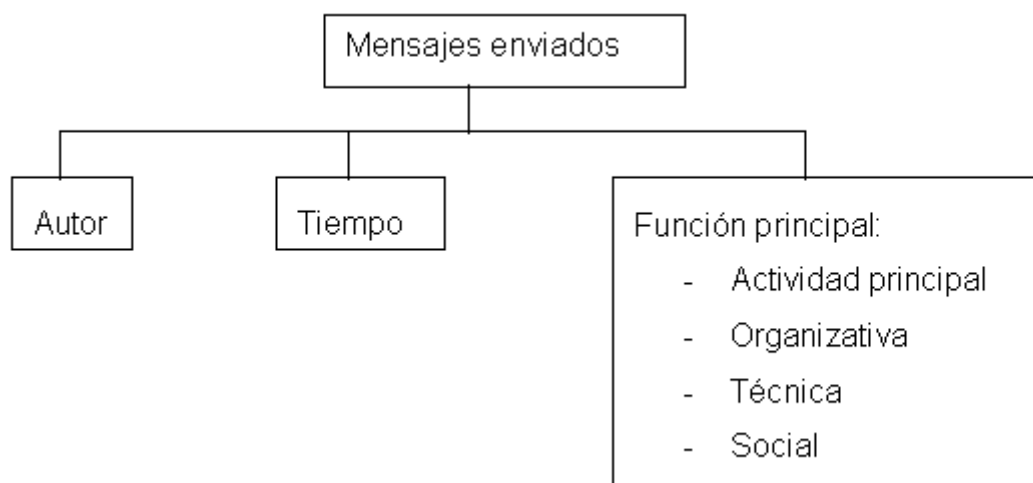 Mensajes enviados
Autor
Tiempo
Función principal:
- Actividad principal
- Organizativa
- Técnica
- Social